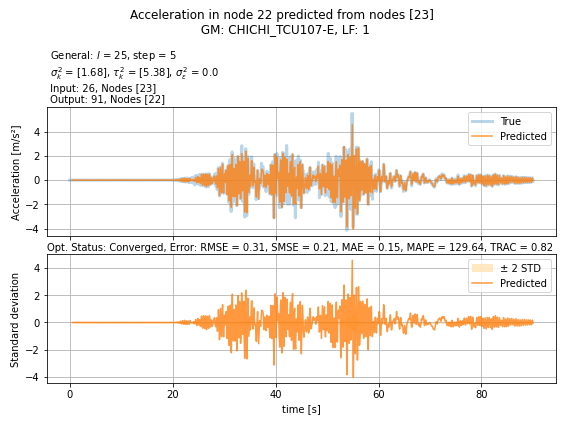 Acceleration in node 22 predicted from nodes [23]
GM: CHICHI_TCU107-E, LF: 1
General: l = 25, step = 5
σ²ₖ = [1.68], τ²ₖ = [5.38], σ²ε = 0.0
Input: 26, Nodes [23]
Output: 91, Nodes [22]
Acceleration [m/s²]
4
2
0
−2
−4
True
Predicted
Opt. Status: Converged, Error: RMSE = 0.31, SMSE = 0.21, MAE = 0.15, MAPE = 129.64, TRAC = 0.82
Standard deviation
4
2
0
−2
−4
± 2 STD
Predicted
0 20 40 60 80
time [s]